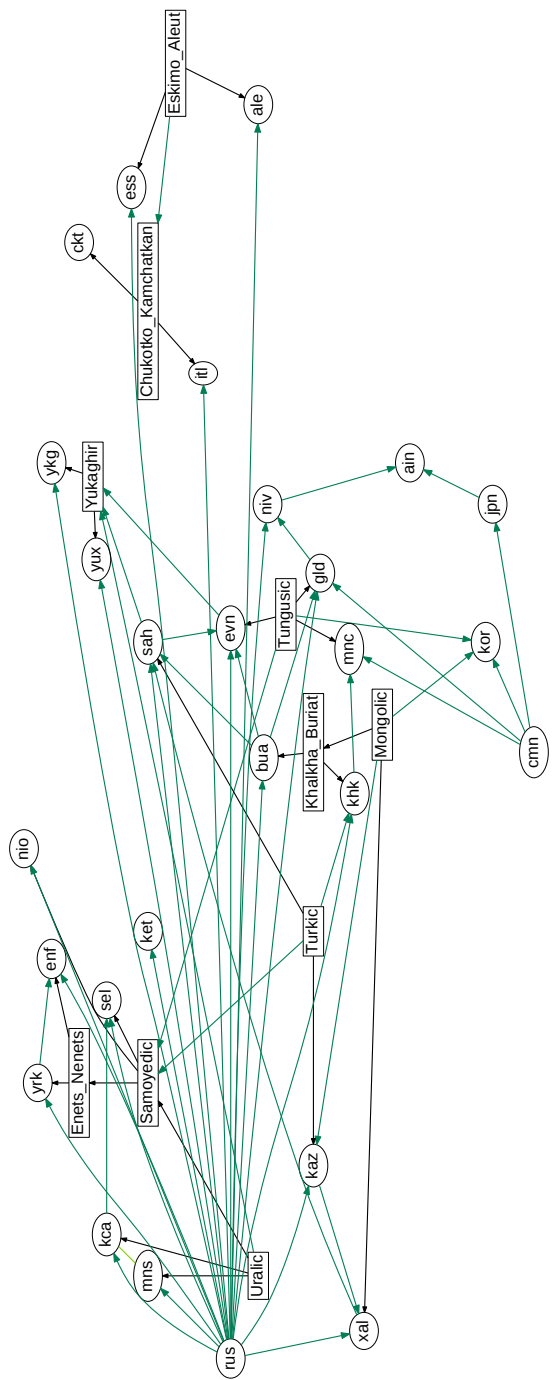 Eskimo_Aleut
ale
ess
ckt
Chukotko_Kamchatkan
itl
ykg
Yukaghir
yux
niv
ain
jpn
gld
sah
evn
Tungusic
mnc
kor
bua
Khalkha_Buriat
Mongolic
khk
cmn
nio
enf
ket
Turkic
sel
yrk
Enets_Nenets
Samoyedic
kaz
kca
mns
Uralic
rus
xal